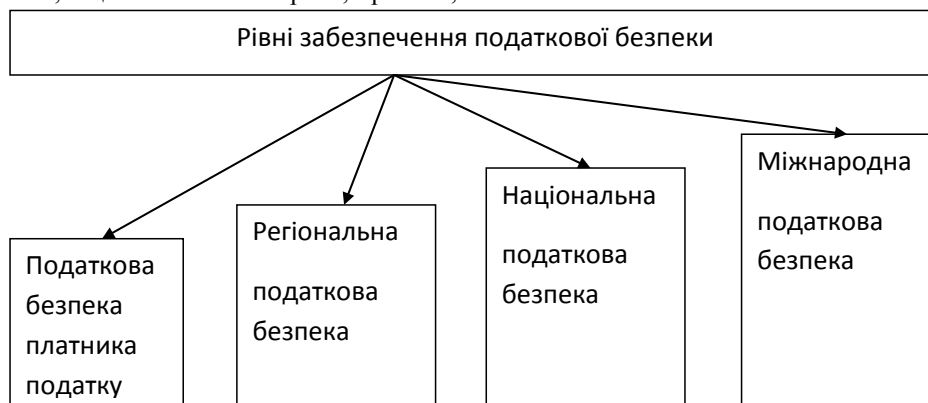 Рівні забезпечення податкової безпеки
Податкова
безпека
платника
податку
Регіональна
податкова
безпека
Національна
податкова
безпека
Міжнародна
податкова
безпека